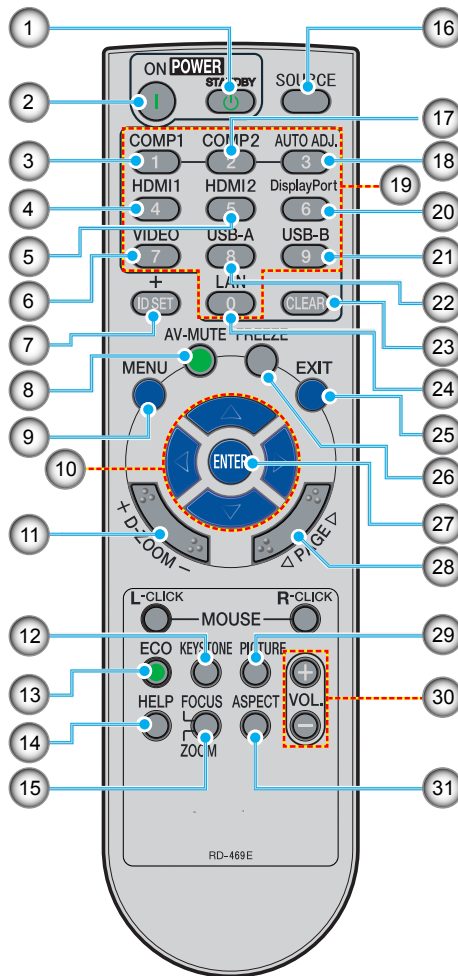 1
16
ON POWER
STANDBY
SOURCE
2
17
COMP1 COMP2 AUTO ADJ.
3
1 2 3
18
19
HDMI1 HDMI2 DisplayPort
4
4 5 6
20
5
VIDEO USB-A USB-B
6
7 8 9
21
22
+
LAN
ID SET
0
CLEAR
7
23
24
AV-MUTE FREEZE
8
MENU
EXIT
9
25
26
10
ENTER
27
11
+ D-ZOOM −
△ PAGE ▽
28
L-CLICK
R-CLICK
MOUSE
12
ECO KEYSTONE PICTURE
29
13
+
30
HELP FOCUS ASPECT VOL.
14
−
ZOOM
15
31
RD-469E